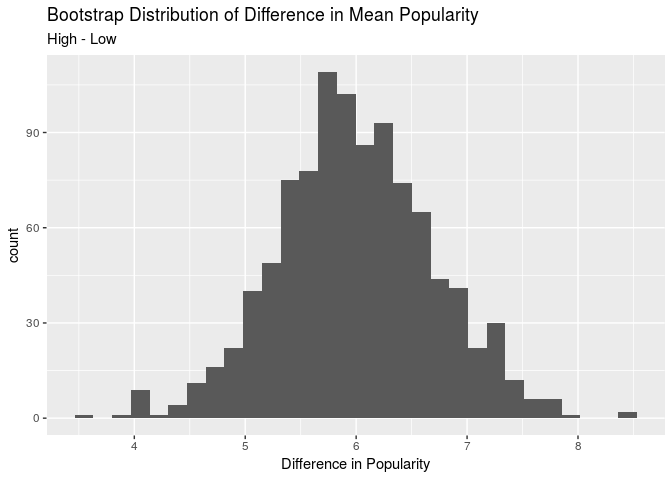 Bootstrap Distribution of Difference in Mean Popularity
High - Low
90
60
30
0
count
4 5 6 7 8
Difference in Popularity